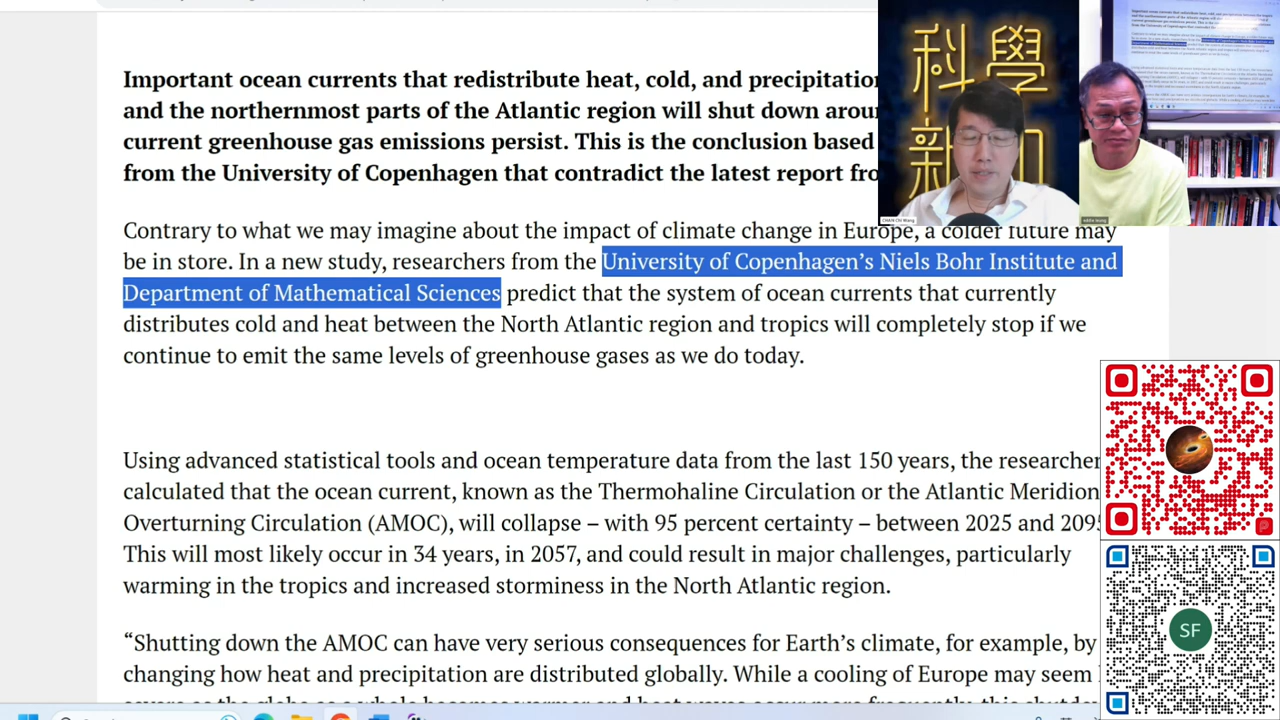 Important ocean currents that redistribute heat, cold, and precipitation
and the northernmost parts of the Atlantic region will shut down
current greenhouse gas emissions persist. This is the conclusion based
from the University of Copenhagen that contradict the latest report
Contrary to what we may imagine about the impact of climate change in Europe, a colder future may
be in store. In a new study, researchers from the University of Copenhagen’s Niels Bohr Institute and
Department of Mathematical Sciences predict that the system of ocean currents that currently
distributes cold and heat between the North Atlantic region and tropics will completely stop if we
continue to emit the same levels of greenhouse gases as we do today.
Using advanced statistical tools and ocean temperature data from the last 150 years, the researcher
calculated that the ocean current, known as the Thermohaline Circulation or the Atlantic Meridion
Overturning Circulation (AMOC), will collapse – with 95 percent certainty – between 2025 and 2095
This will most likely occur in 34 years, in 2057, and could result in major challenges, particularly
warming in the tropics and increased storminess in the North Atlantic region.
“Shutting down the AMOC can have very serious consequences for Earth’s climate, for example, by
changing how heat and precipitation are distributed globally. While a cooling of Europe may seem
科學
新
SF